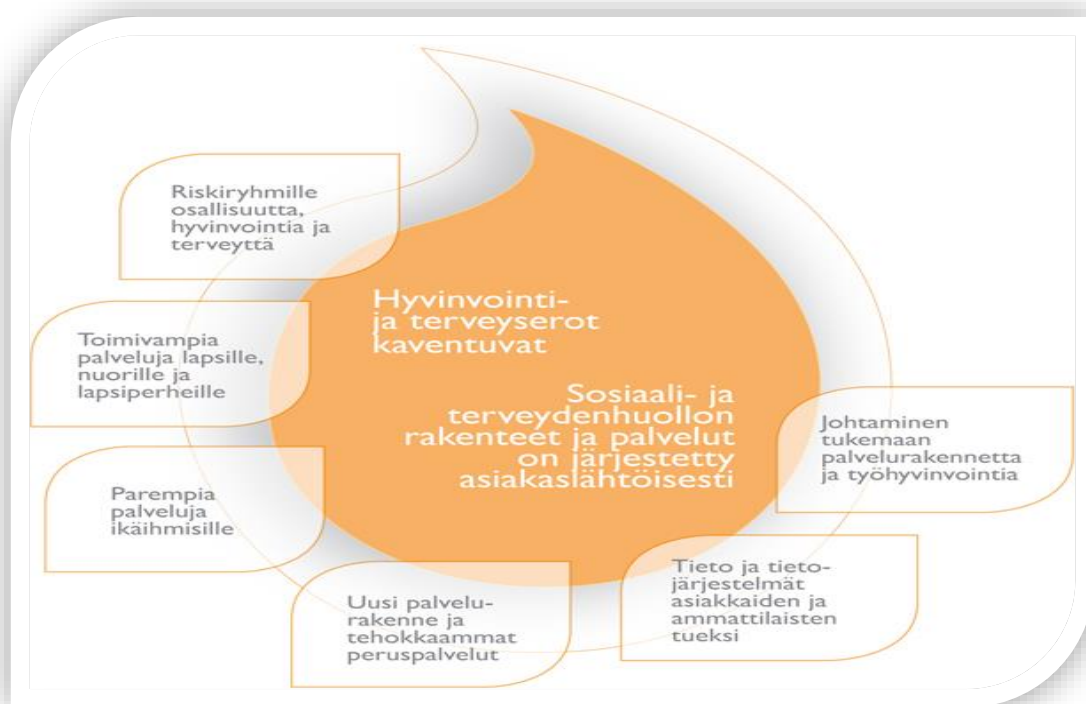 Riskiryhmille
osallisuutta,
hyvinvointia ja
terveyttä
Toimivampia
palveluja lapsille,
nuorille ja
lapsiperheille
Parempia
palveluja
ikäihmisille
Uusi palvelu-
rakenne ja
tehokkaammat
peruspalvelut
Tieto ja tieto-
järjestelmät
asiakkaiden ja
ammattilaisten
tueksi
Johtaminen
tukemaan
palvelurakennetta
ja työhyvinvointia
Hyvinvointi-
ja terveyserot
kaventuvat
Sosiaali- ja
terveydenhuollon
rakenteet ja palvelut
on järjestetty
asiakaslähtöisesti